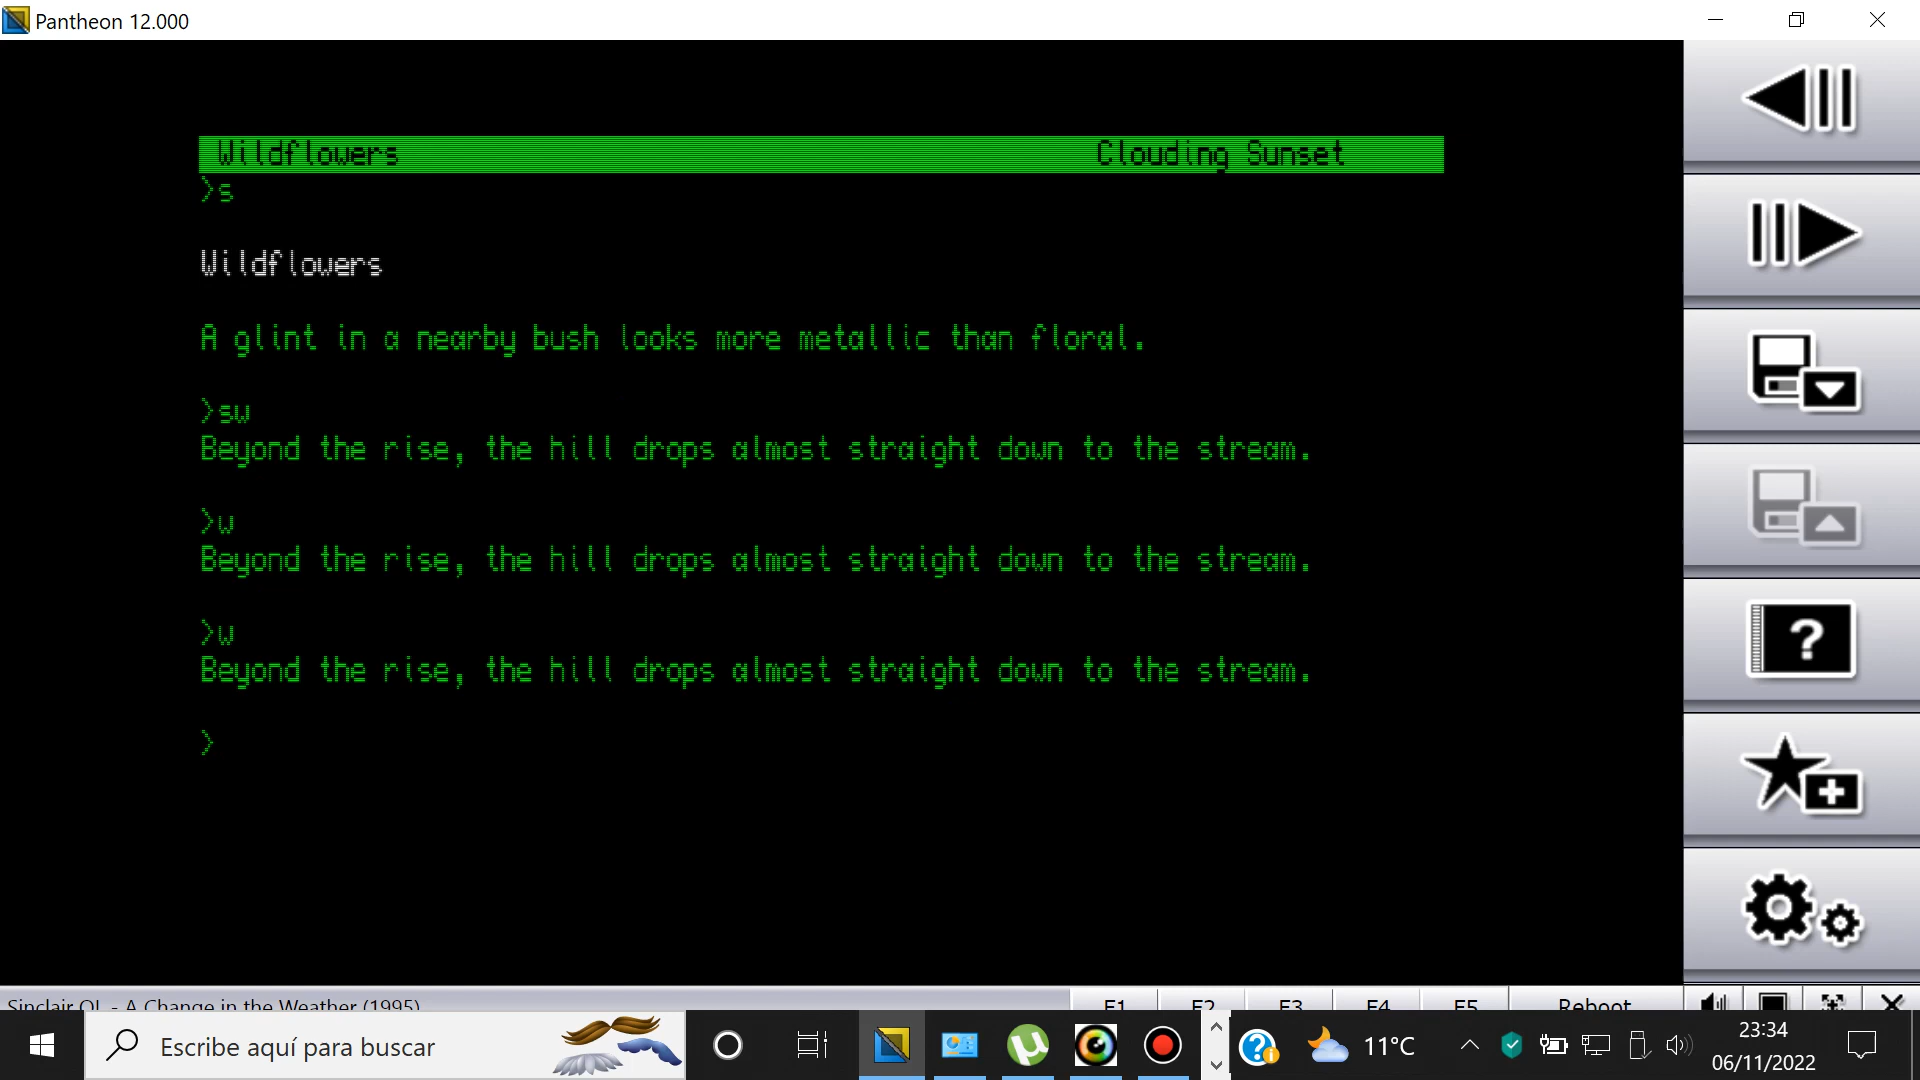 Pantheon 12.000
Wildflowers Clouding Sunset
>s
Wildflowers
A glint in a nearby bush looks more metallic than floral.
>sw
Beyond the rise, the hill drops almost straight down to the stream.
>w
Beyond the rise, the hill drops almost straight down to the stream.
>w
Beyond the rise, the hill drops almost straight down to the stream.
>
?
Sinclair QL - A Change in the Weather (1995) F1 F2 F3 F4 F5 Reboot
Escribe aquí para buscar 11°C 23:34
06/11/2022